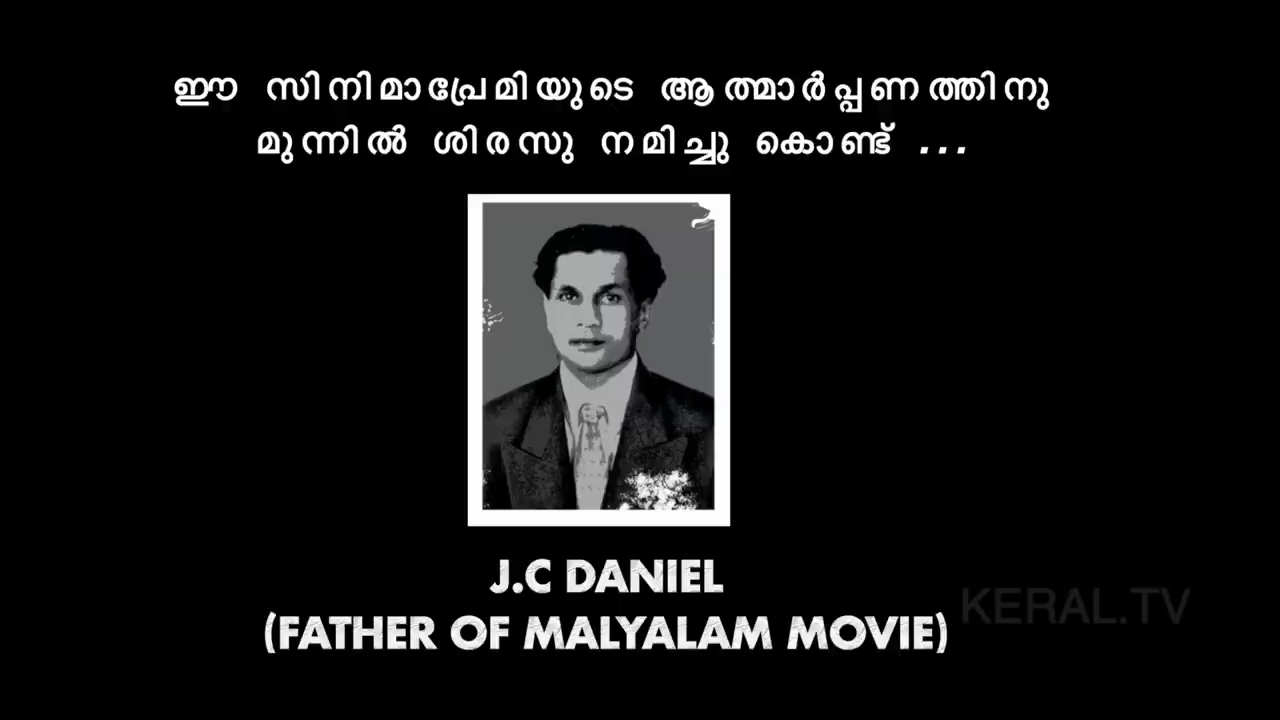 ഈ സിനിമാപ്രേമിയുടെ ആത്മാർപ്പണത്തിനു
മുന്നിൽ ശിരസു നമിച്ചു കൊണ്ട് ...
J.C DANIEL
(FATHER OF MALYALAM MOVIE)
KERAL.TV